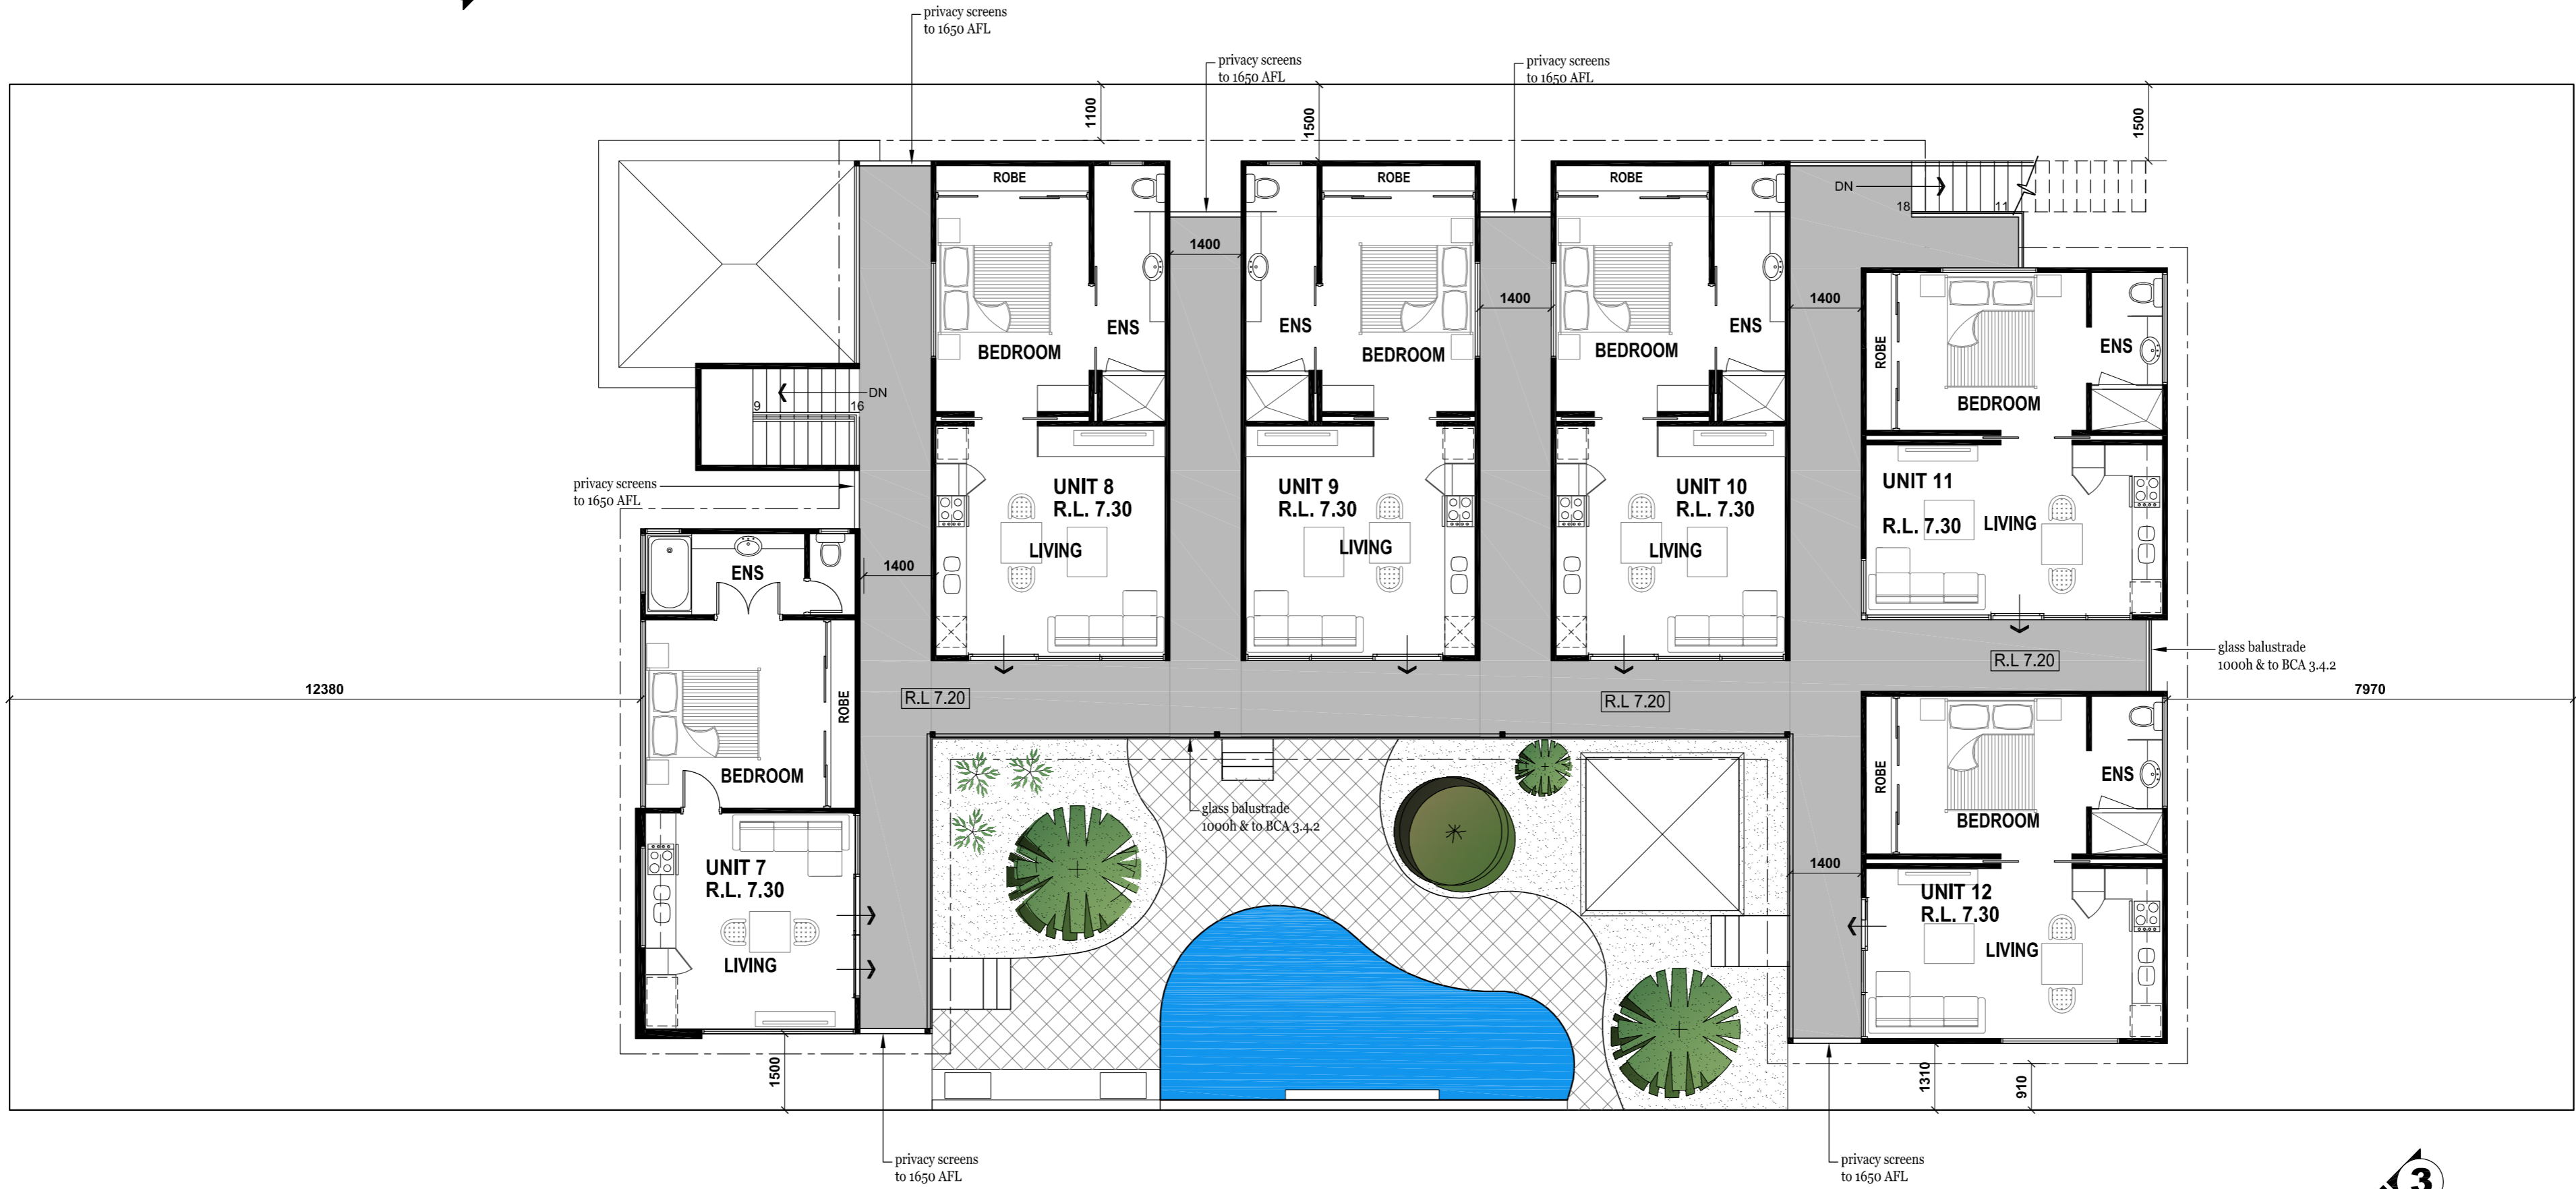 privacy screens
to 1650 AFL
privacy screens
to 1650 AFL
privacy screens
to 1650 AFL
1100
1500
1500
ROBE
ROBE
ROBE
DN
18
11
1400
1400
1400
ENS
ENS
ENS
BEDROOM
BEDROOM
BEDROOM
ROBE
ENS
BEDROOM
DN
9
16
privacy screens
to 1650 AFL
UNIT 8
R.L. 7.30
LIVING
UNIT 9
R.L. 7.30
LIVING
UNIT 10
R.L. 7.30
LIVING
UNIT 11
R.L. 7.30
LIVING
ENS
1400
12380
ROBE
BEDROOM
R.L 7.20
R.L 7.20
R.L 7.20
glass balustrade
1000h & to BCA 3.4.2
7970
ROBE
ENS
BEDROOM
glass balustrade
1000h & to BCA 3.4.2
UNIT 7
R.L. 7.30
LIVING
1400
UNIT 12
R.L. 7.30
LIVING
1500
1310
910
privacy screens
to 1650 AFL
privacy screens
to 1650 AFL
3